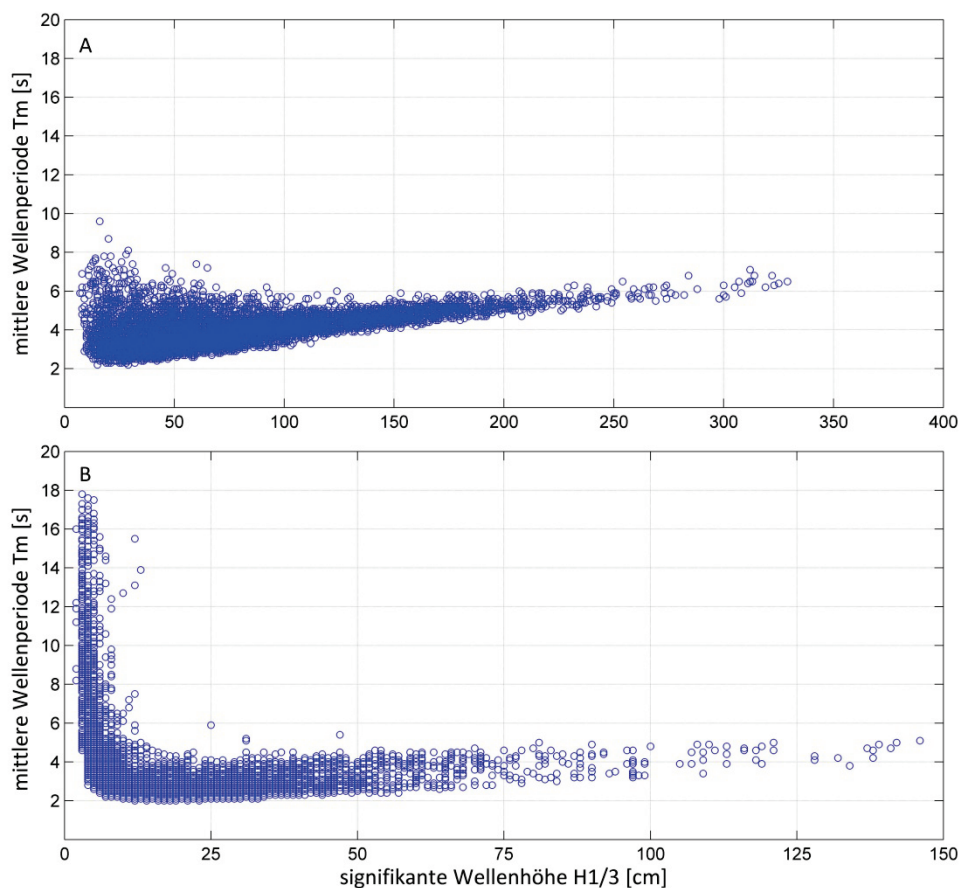 20
A
18
16
14
12
10
8
6
4
2
mittlere Wellenperiode Tm [s]
0 50 100 150 200 250 300 350 400
20
B
18
16
14
12
10
8
6
4
2
mittlere Wellenperiode Tm [s]
0 25 50 75 100 125 150
signifikante Wellenhöhe H1/3 [cm]